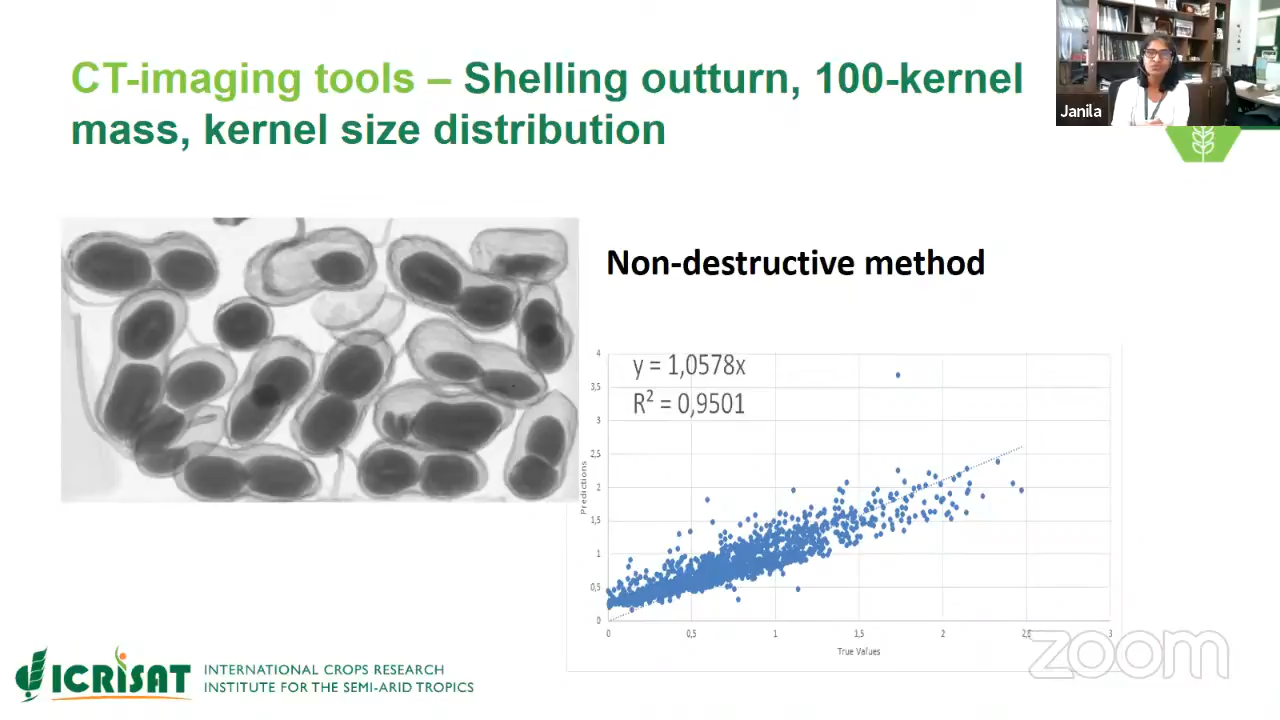 CT-imaging tools – Shelling outturn, 100-kernel
mass, kernel size distribution
Janila
Non-destructive method
y = 1,0578x
R² = 0,9501
4
3,5
3
2,5
2
1,5
1
0,5
0
Predictions
0 0,5 1 1,5 2 2,5 3
True Values
zoom
ICRISAT
INTERNATIONAL CROPS RESEARCH
INSTITUTE FOR THE SEMI-ARID TROPICS